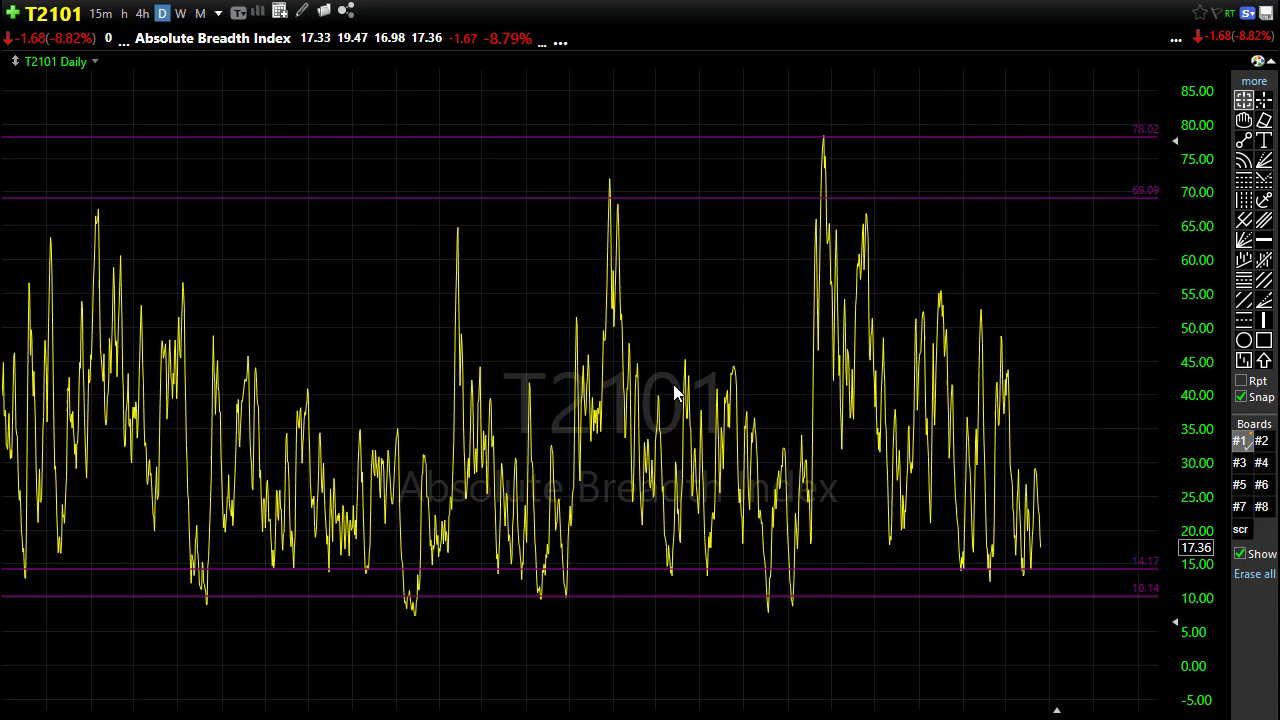 T2101 15m h 4h D W M T RT S
-1.68(-8.82%) 0 ... Absolute Breadth Index 17.33 19.47 16.98 17.36 -1.67 -8.79% ... ... ... -1.68(-8.82%)
T2101 Daily
more
85.00
80.00
78.02
75.00
70.00
69.09
65.00
60.00
55.00
50.00
45.00
40.00
35.00
30.00
25.00
20.00
17.36
15.00
14.17
10.00
10.14
5.00
0.00
-5.00
T2101
Absolute Breadth Index
T
Rpt
Snap
Boards
#1 #2
#3 #4
#5 #6
#7 #8
scr
Show
Erase all